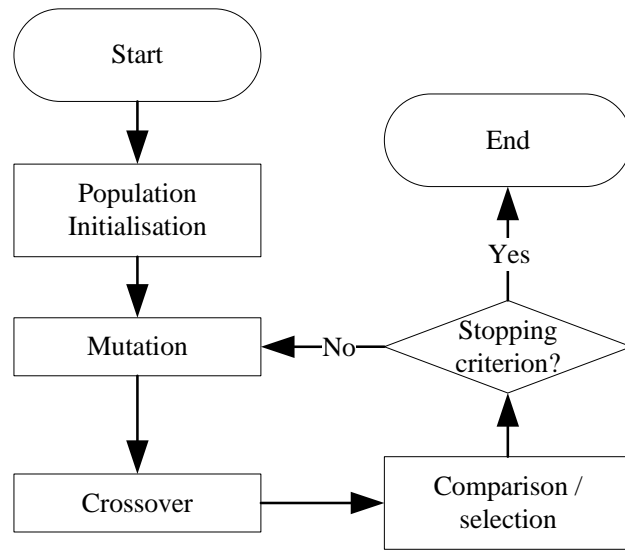 Start
Population
Initialisation
Mutation
Crossover
Comparison /
selection
Stopping
criterion?
No
Yes
End